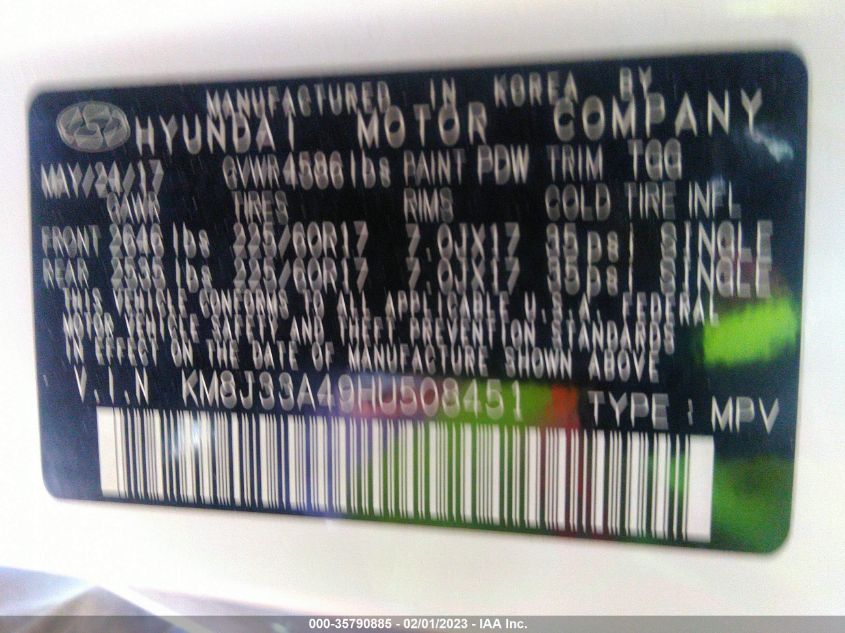 MANUFACTURED IN KOREA BY
HYUNDAI MOTOR COMPANY
MAY/24/17 GVWR 4586 lbs PAINT PDW TRIM TGG
GAWR TIRES RIMS COLD TIRE INFL
FRONT 2646 lbs 225/60R17 7.0JX17 35psi SINGLE
REAR 2535 lbs 225/60R17 7.0JX17 35psi SINGLE
THIS VEHICLE CONFORMS TO ALL APPLICABLE U.S.A. FEDERAL
MOTOR VEHICLE SAFETY AND THEFT PREVENTION STANDARDS
IN EFFECT ON THE DATE OF MANUFACTURE SHOWN ABOVE
V.I.N KM8J33A49HU508451 TYPE : MPV
000-35790885 - 02/01/2023 - IAA Inc.